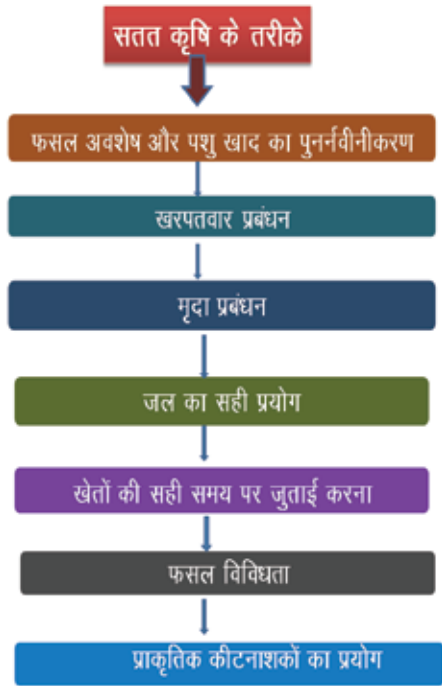 सतत कृषि के तरीके
फसल अवशेष और पशु खाद का पुनर्नवीनीकरण
खरपतवार प्रबंधन
मृदा प्रबंधन
जल का सही प्रयोग
खेतों की सही समय पर जुताई करना
फसल विविधता
प्राकृतिक कीटनाशकों का प्रयोग